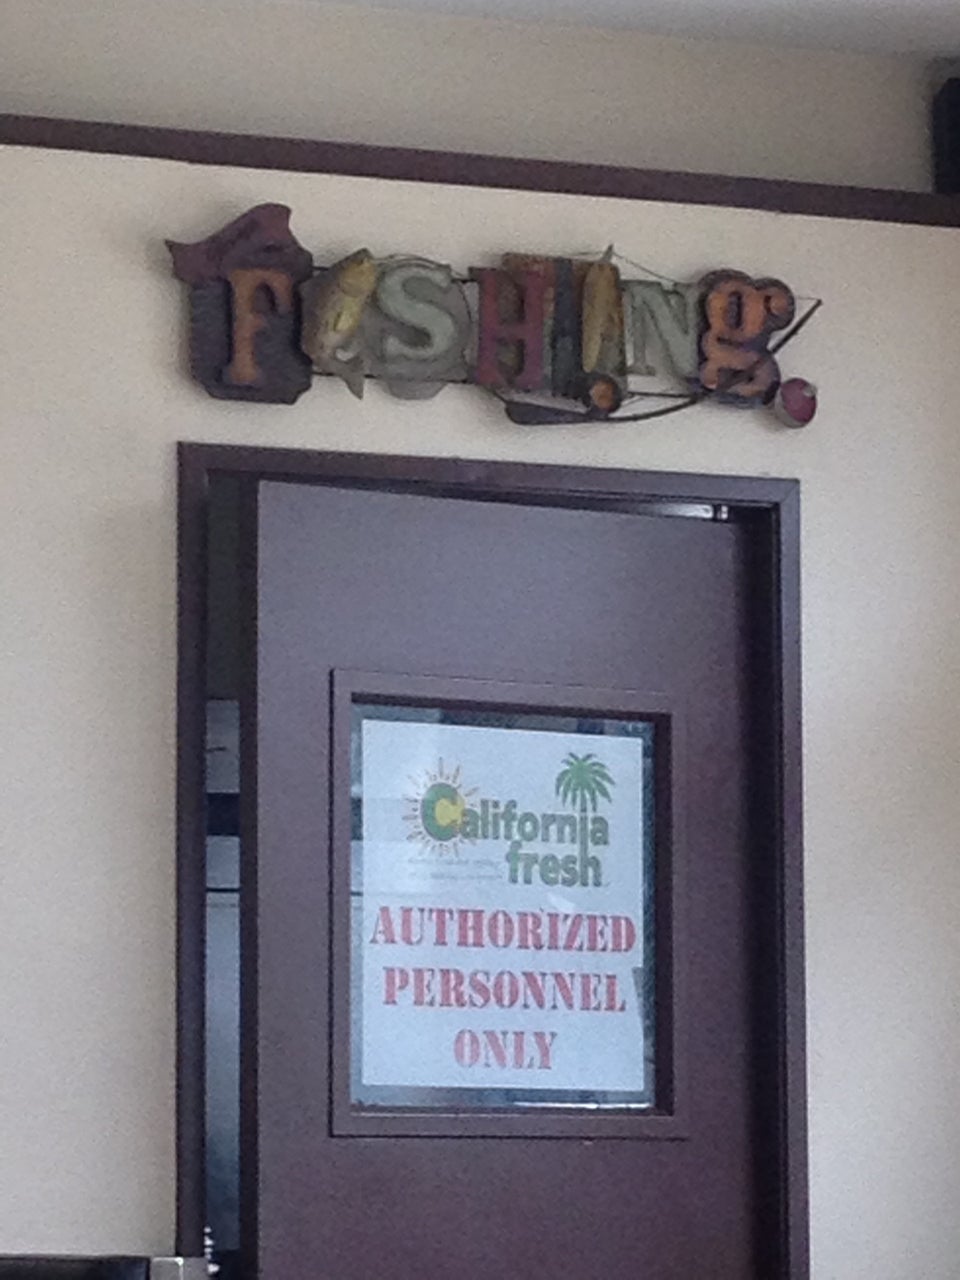 FISHINg
California
fresh
AUTHORIZED
PERSONNEL
ONLY